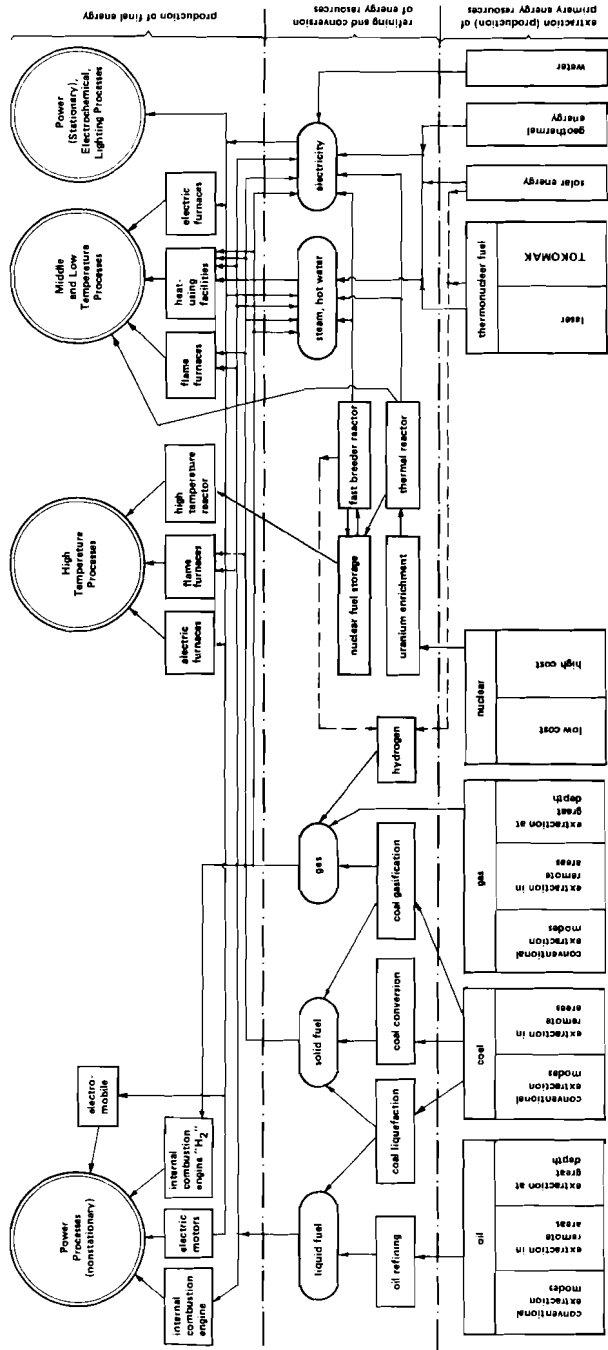 production of final energy
refining and conversion
of energy resources
extraction (production) of
primary energy resources
Power
Processes
(nonstationary)
High
Temperature
Processes
Middle
and Low
Temperature
Processes
Power
(Stationary),
Electrochemical,
Lighting Processes
electro-
mobile
internal
combustion
engine
electric
motors
internal
combustion
engine "H2"
electric
furnaces
flame
furnaces
high
temperature
reactor
flame
furnaces
heat-
using
facilities
electric
furnaces
liquid fuel
solid fuel
gas
steam, hot water
electricity
oil refining
coal liquefaction
coal conversion
coal gasification
hydrogen
nuclear fuel storage
fast breeder reactor
uranium enrichment
thermal reactor
oil
conventional
extraction
modes
extraction in
remote
areas
extraction at
great
depth
coal
conventional
extraction
modes
extraction in
remote
areas
gas
conventional
extraction
modes
extraction in
remote
areas
extraction at
great
depth
nuclear
low cost
high cost
thermonuclear fuel
laser
TOKOMAK
solar energy
geothermal
energy
water